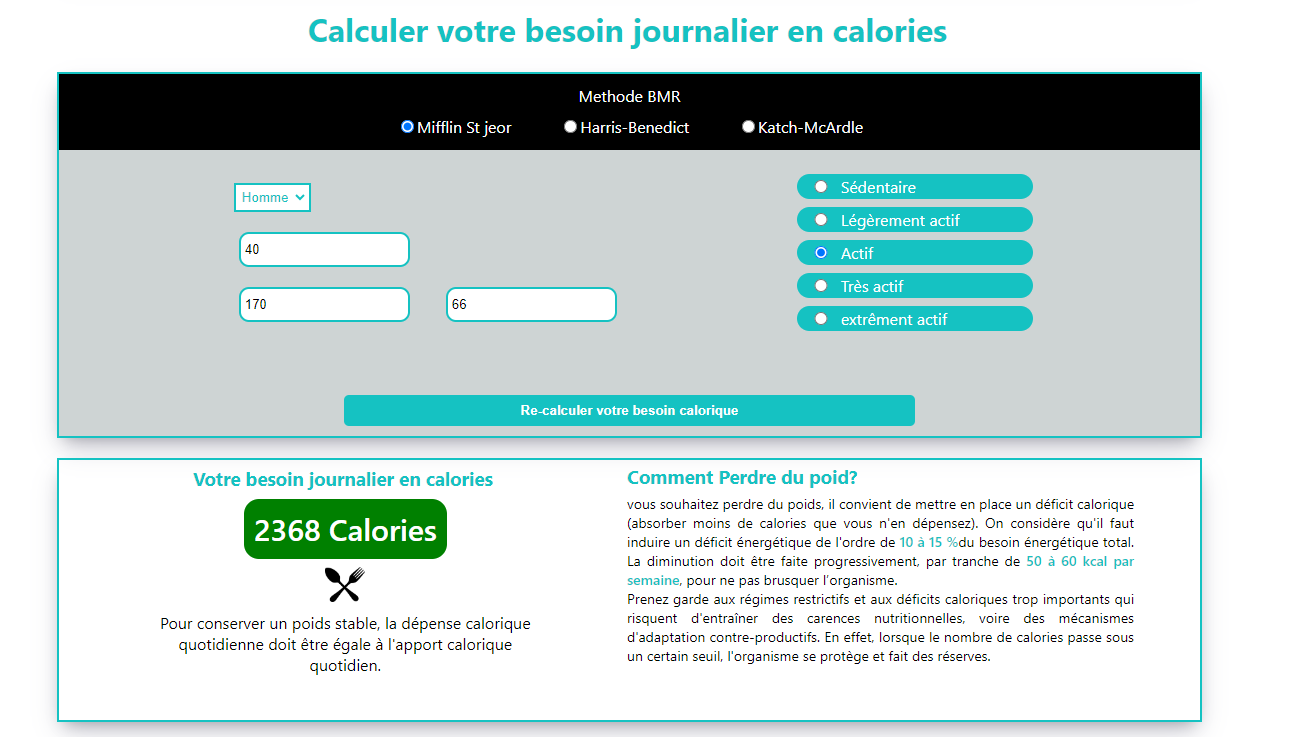 Calculer votre besoin journalier en calories
Methode BMR
Mifflin St jeor Harris-Benedict Katch-McArdle
Homme
40
170 66
Sédentaire
Légèrement actif
Actif
Très actif
extrêment actif
Re-calculer votre besoin calorique
Votre besoin journalier en calories
2368 Calories
Pour conserver un poids stable, la dépense calorique
quotidienne doit être égale à l'apport calorique
quotidien.
Comment Perdre du poid?
vous souhaitez perdre du poids, il convient de mettre en place un déficit calorique
(absorber moins de calories que vous n'en dépensez). On considère qu'il faut
induire un déficit énergétique de l'ordre de 10 à 15 %du besoin énergétique total.
La diminution doit être faite progressivement, par tranche de 50 à 60 kcal par
semaine, pour ne pas brusquer l'organisme.
Prenez garde aux régimes restrictifs et aux déficits caloriques trop importants qui
risquent d'entraîner des carences nutritionnelles, voire des mécanismes
d'adaptation contre-productifs. En effet, lorsque le nombre de calories passe sous
un certain seuil, l'organisme se protège et fait des réserves.